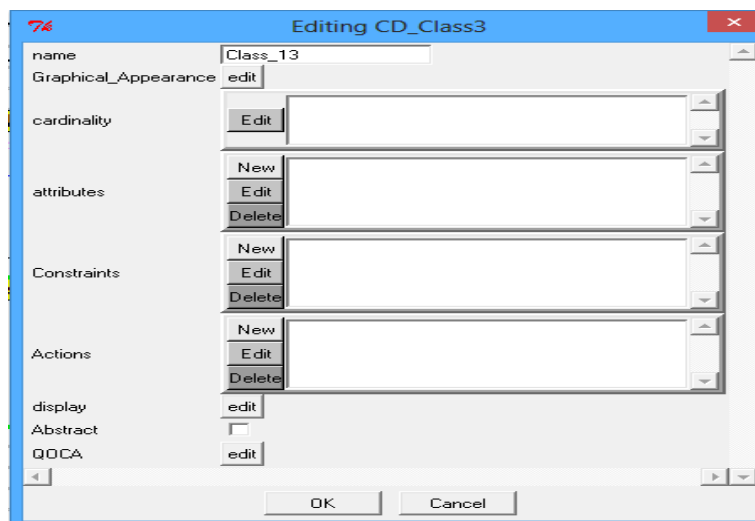 Editing CD_Class3
name Class_13
Graphical_Appearance edit
cardinality Edit
attributes New Edit Delete
Constraints New Edit Delete
Actions New Edit Delete
display edit
Abstract
QOCA edit
OK Cancel